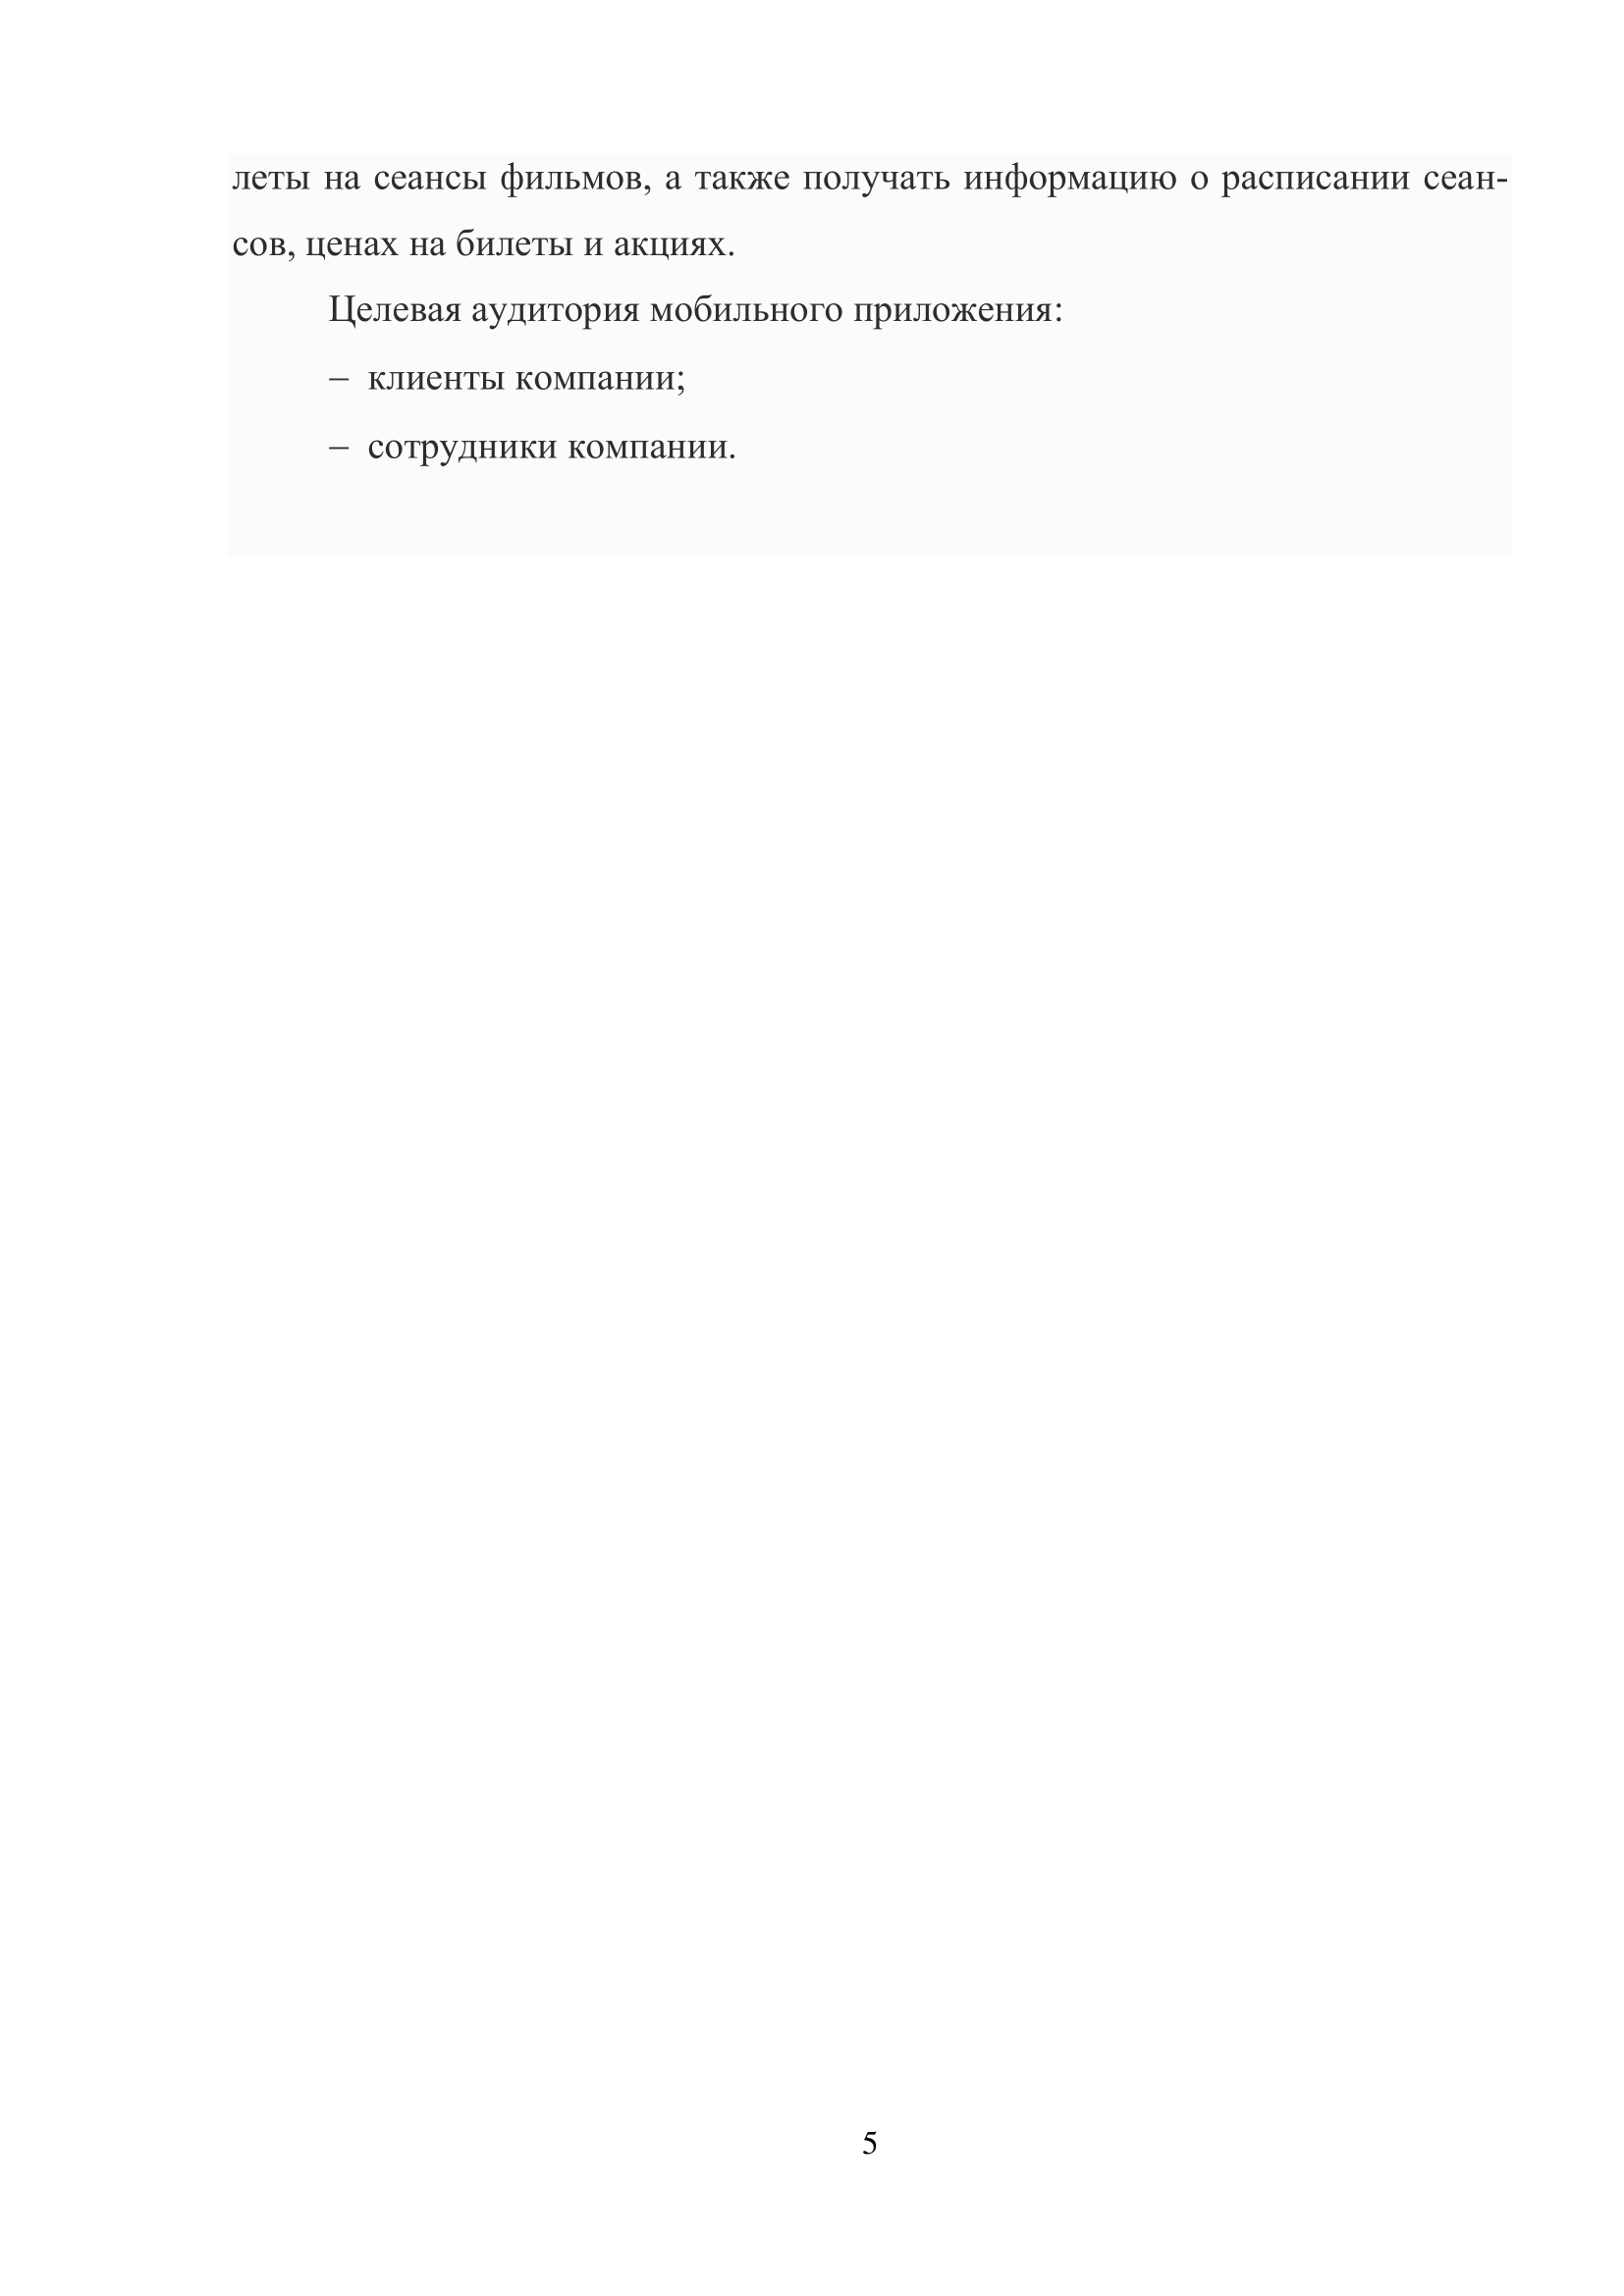 леты на сеансы фильмов, а также получать информацию о расписании сеан-
сов, ценах на билеты и акциях.
Целевая аудитория мобильного приложения:
– клиенты компании;
– сотрудники компании.
5